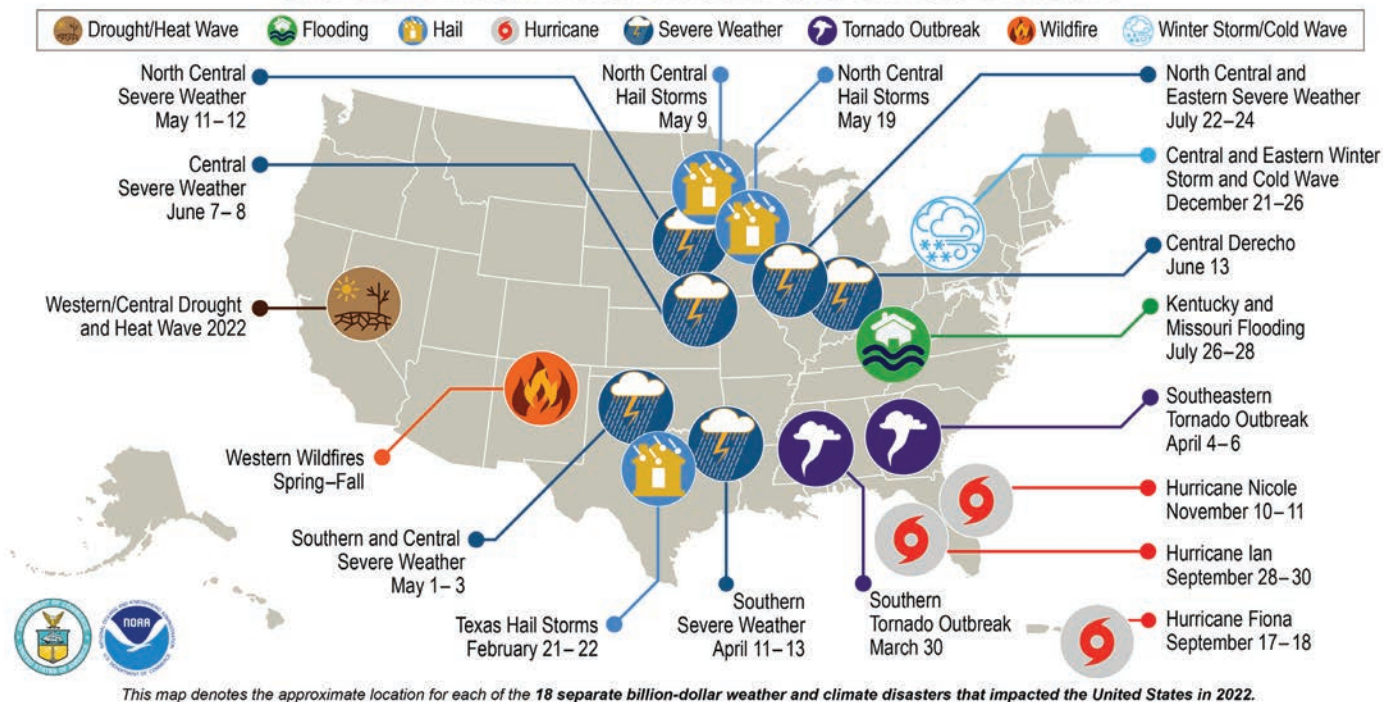 Drought/Heat Wave
Flooding
Hail
Hurricane
Severe Weather
Tornado Outbreak
Wildfire
Winter Storm/Cold Wave
North Central
Severe Weather
May 11–12
North Central
Hail Storms
May 9
North Central
Hail Storms
May 19
North Central and
Eastern Severe Weather
July 22–24
Central
Severe Weather
June 7–8
Central and Eastern Winter
Storm and Cold Wave
December 21–26
Central Derecho
June 13
Western/Central Drought
and Heat Wave 2022
Kentucky and
Missouri Flooding
July 26–28
Southeastern
Tornado Outbreak
April 4–6
Western Wildfires
Spring–Fall
Hurricane Nicole
November 10–11
Southern and Central
Severe Weather
May 1–3
Hurricane Ian
September 28–30
Texas Hail Storms
February 21–22
Southern
Severe Weather
April 11–13
Southern
Tornado Outbreak
March 30
Hurricane Fiona
September 17–18
NOAA
This map denotes the approximate location for each of the 18 separate billion-dollar weather and climate disasters that impacted the United States in 2022.